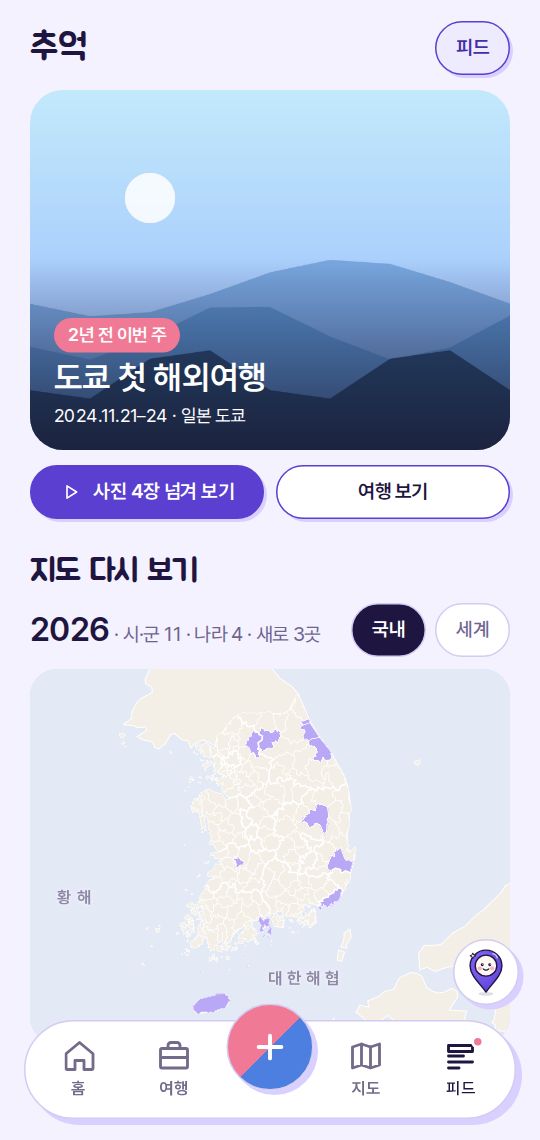 추억
피드
2년 전 이번 주
도쿄 첫 해외여행
2024.11.21–24 · 일본 도쿄
사진 4장 넘겨 보기
여행 보기
지도 다시 보기
2026 · 시·군 11 · 나라 4 · 새로 3곳
국내
세계
황해
대한해협
홈
여행
지도
피드